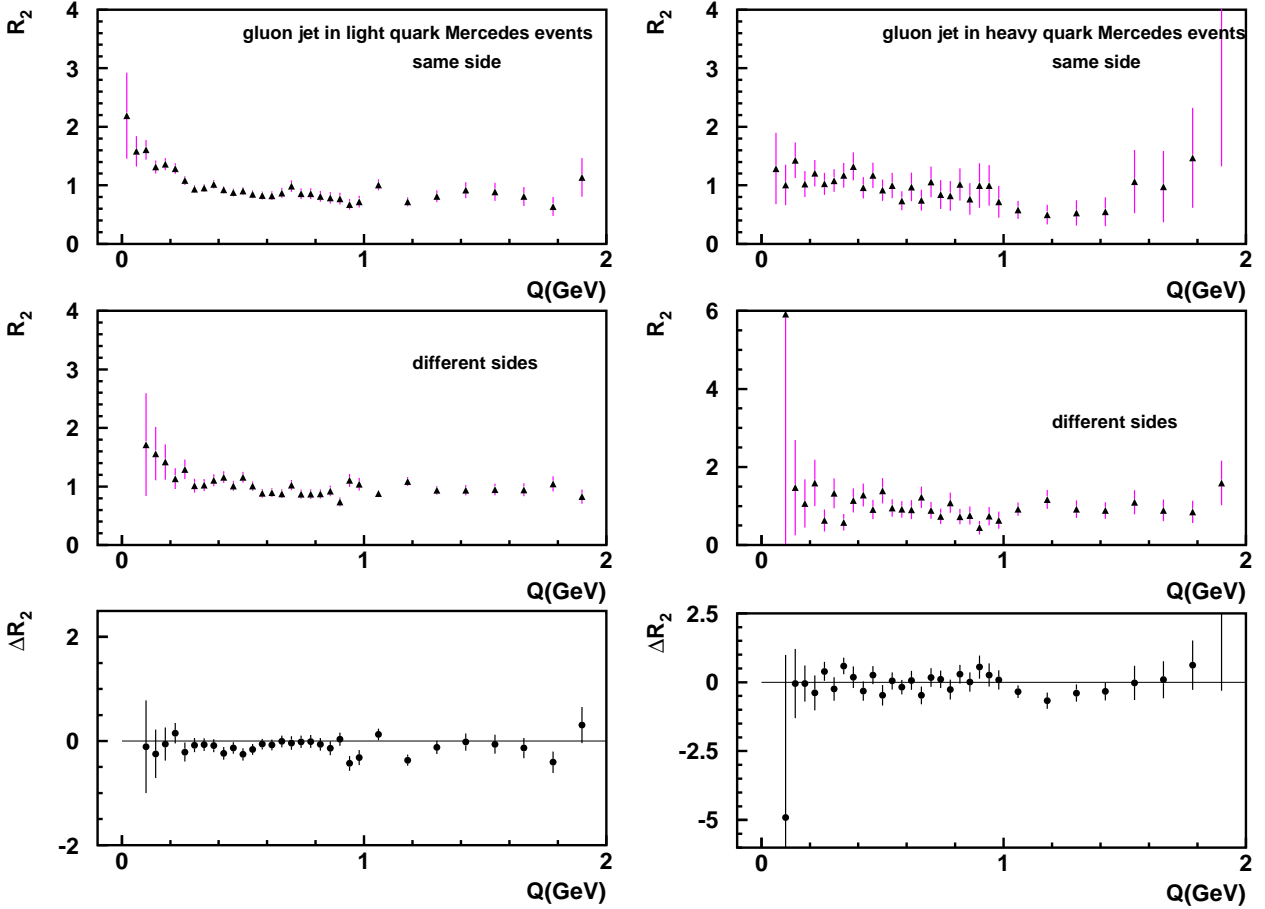 R2
4
3
2
1
0
gluon jet in light quark Mercedes events
same side
0
1
2
Q(GeV)
R2
4
3
2
1
0
gluon jet in heavy quark Mercedes events
same side
0
1
2
Q(GeV)
R2
4
3
2
1
0
different sides
0
1
2
Q(GeV)
R2
6
4
2
0
different sides
0
1
2
Q(GeV)
ΔR2
2
0
-2
0
1
2
Q(GeV)
ΔR2
2.5
0
-2.5
-5
0
1
2
Q(GeV)